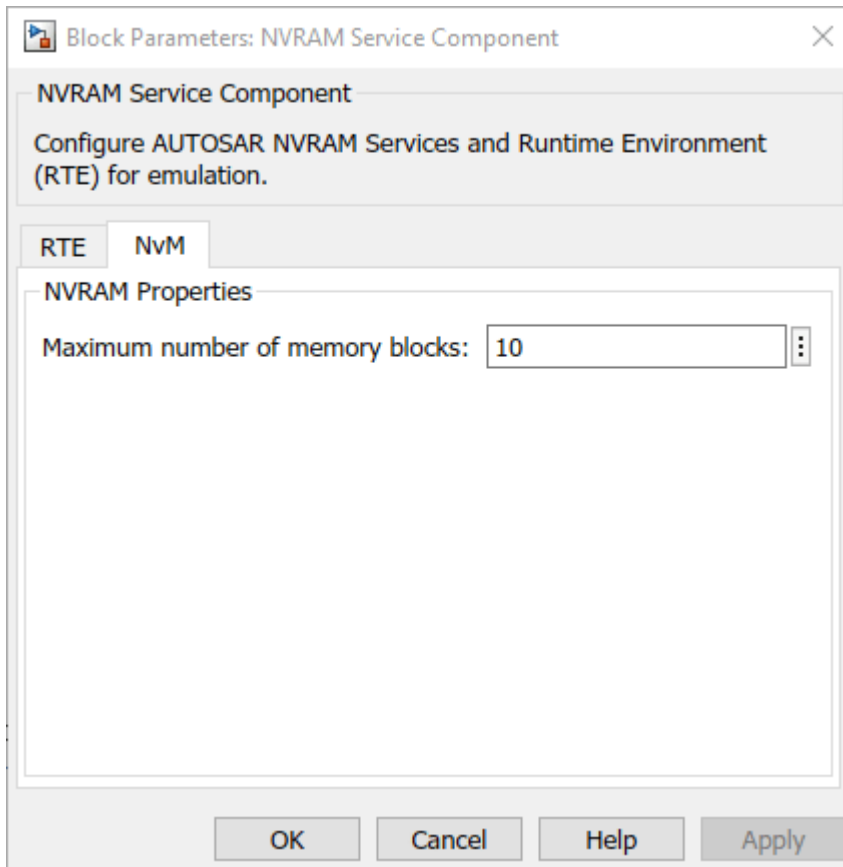 Block Parameters: NVRAM Service Component
NVRAM Service Component
Configure AUTOSAR NVRAM Services and Runtime Environment
(RTE) for emulation.
RTE NvM
NVRAM Properties
Maximum number of memory blocks: 10
OK Cancel Help Apply